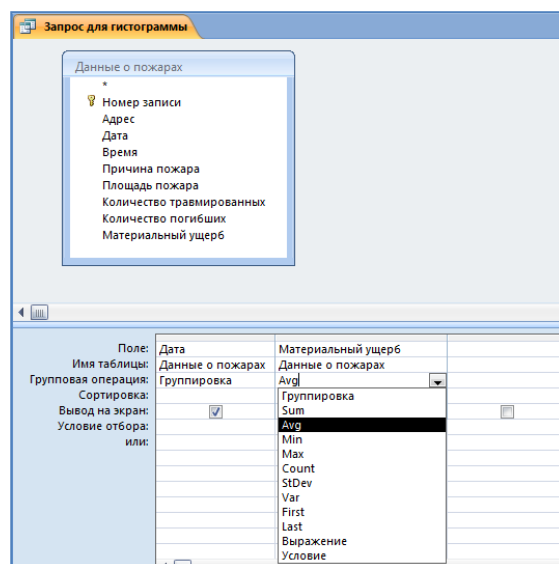 Запрос для гистограммы
Данные о пожарах
*
Номер записи
Адрес
Дата
Время
Причина пожара
Площадь пожара
Количество травмированных
Количество погибших
Материальный ущерб
Поле: Дата Материальный ущерб
Имя таблицы: Данные о пожарах Данные о пожарах
Групповая операция: Группировка Avg
Сортировка: Группировка
Вывод на экран: Sum
Условие отбора: Avg
или: Min
Max
Count
StDev
Var
First
Last
Выражение
Условие